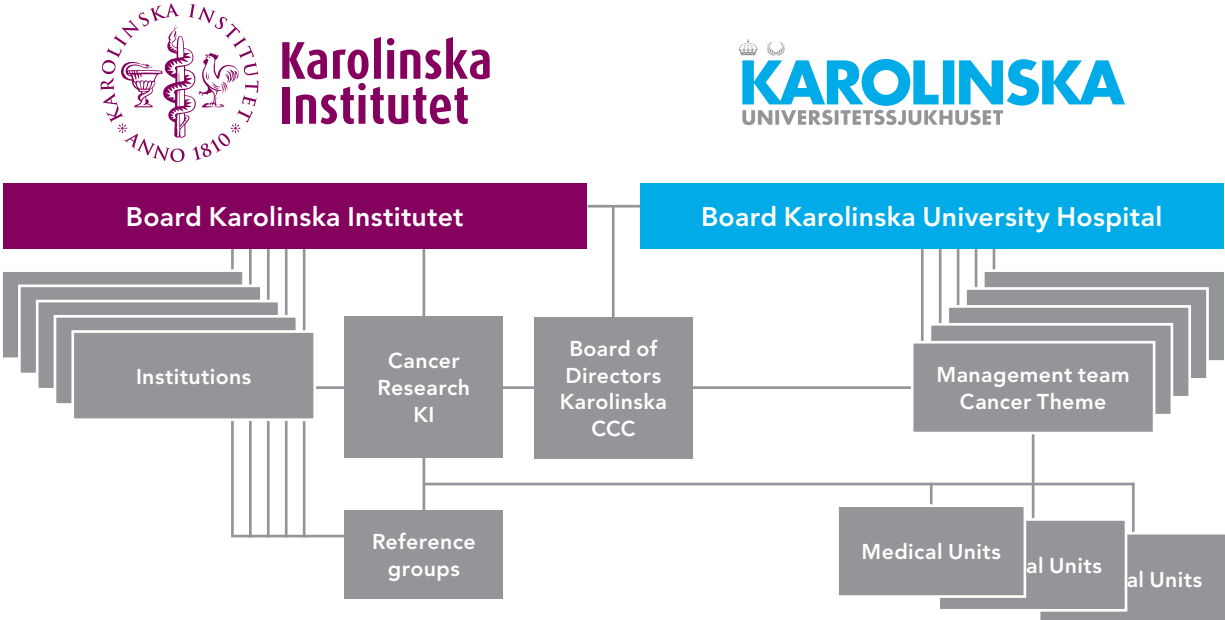 KAROLINSKA INSTITUTET
* ANNO 1810 *
Karolinska
Institutet
KAROLINSKA
UNIVERSITETSSJUKHUSET
Board Karolinska Institutet
Board Karolinska University Hospital
Institutions
Cancer
Research
KI
Board of
Directors
Karolinska
CCC
Management team
Cancer Theme
Reference
groups
Medical Units
al Units
al Units